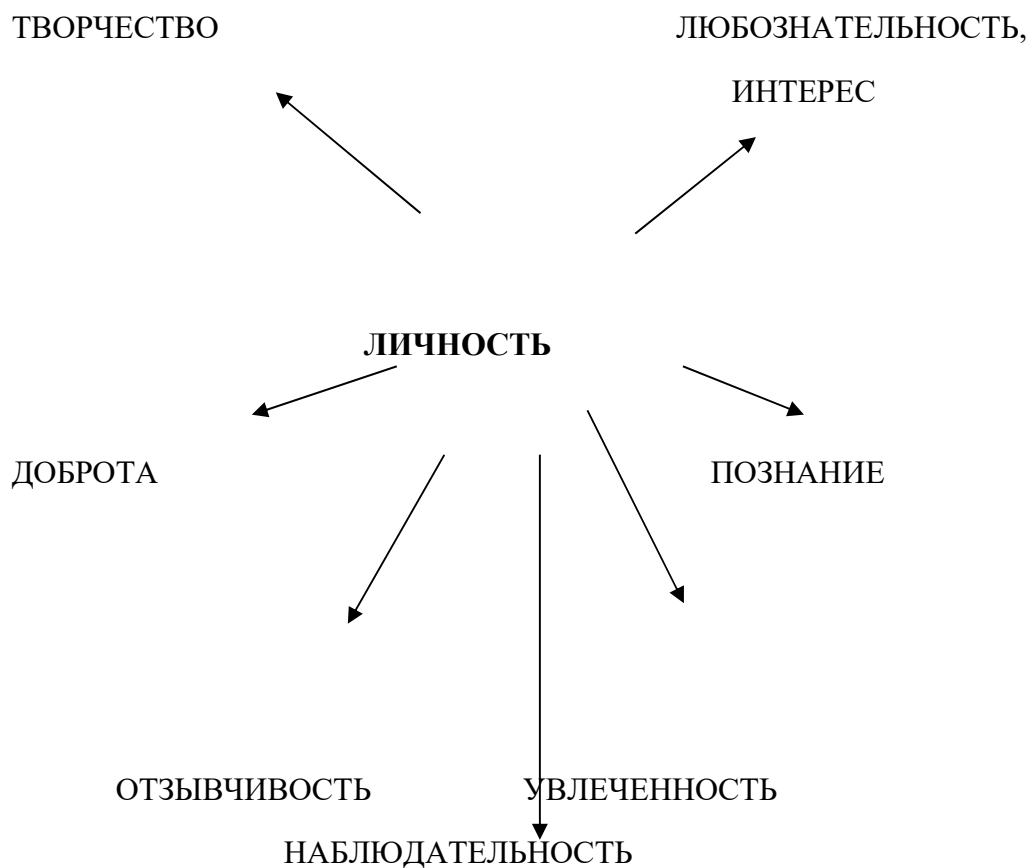 ТВОРЧЕСТВО ЛЮБОЗНАТЕЛЬНОСТЬ,
ИНТЕРЕС
ЛИЧНОСТЬ
ДОБРОТА ПОЗНАНИЕ
ОТЗЫВЧИВОСТЬ УВЛЕЧЕННОСТЬ
НАБЛЮДАТЕЛЬНОСТЬ